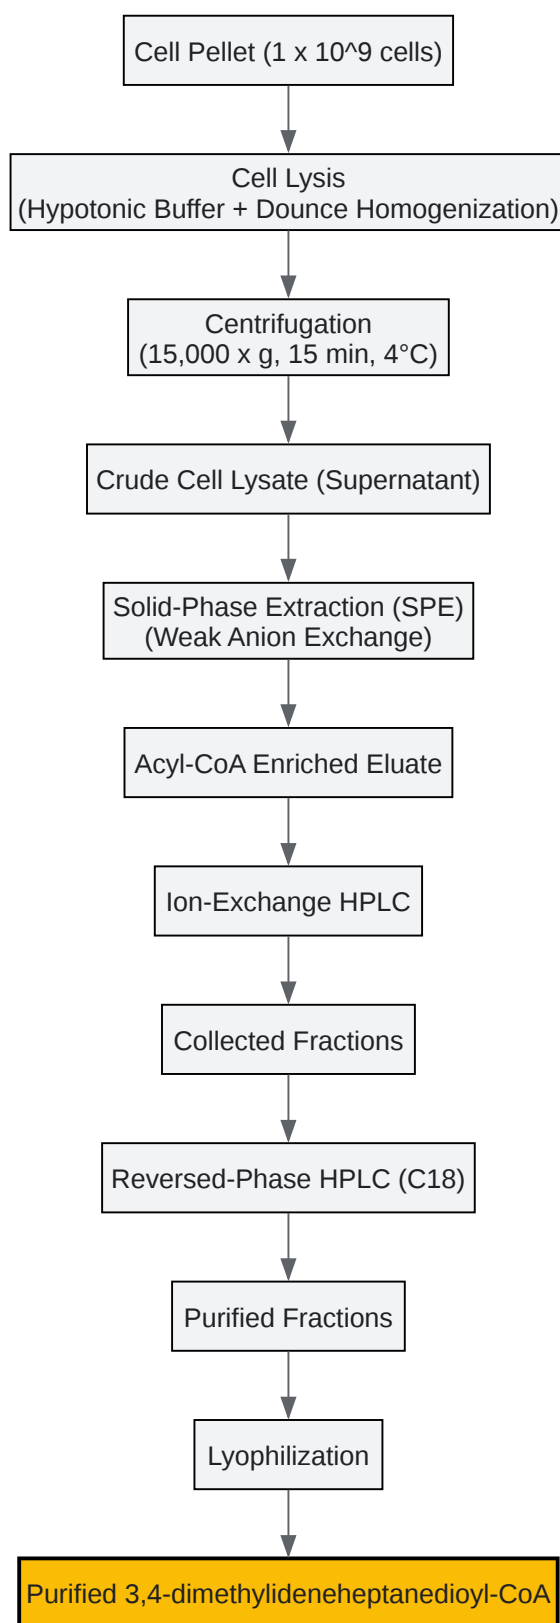 Cell Pellet (1 x 10^9 cells)
Cell Lysis
(Hypotonic Buffer + Dounce Homogenization)
Centrifugation
(15,000 x g, 15 min, 4°C)
Crude Cell Lysate (Supernatant)
Solid-Phase Extraction (SPE)
(Weak Anion Exchange)
Acyl-CoA Enriched Eluate
Ion-Exchange HPLC
Collected Fractions
Reversed-Phase HPLC (C18)
Purified Fractions
Lyophilization
Purified 3,4-dimethylideneheptanedioyl-CoA